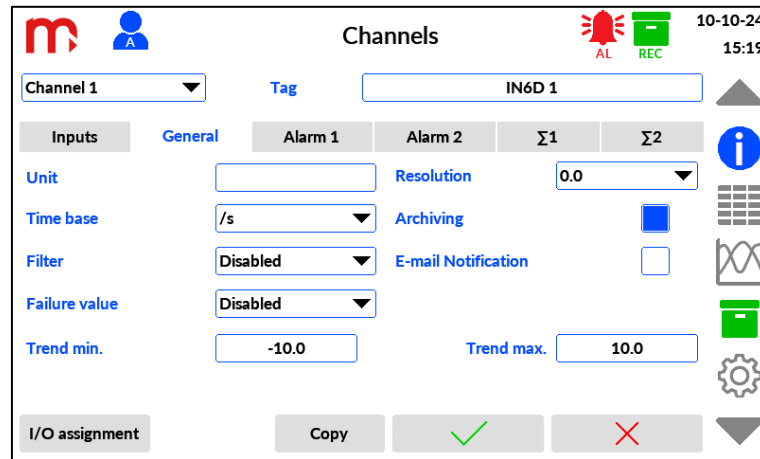 Channels
10-10-24
15:19
A
AL
REC
Channel 1
Tag
IN6D 1
Inputs
General
Alarm 1
Alarm 2
Σ1
Σ2
Unit
Resolution
0.0
Time base
/s
Archiving
Filter
Disabled
E-mail Notification
Failure value
Disabled
Trend min.
-10.0
Trend max.
10.0
I/O assignment
Copy